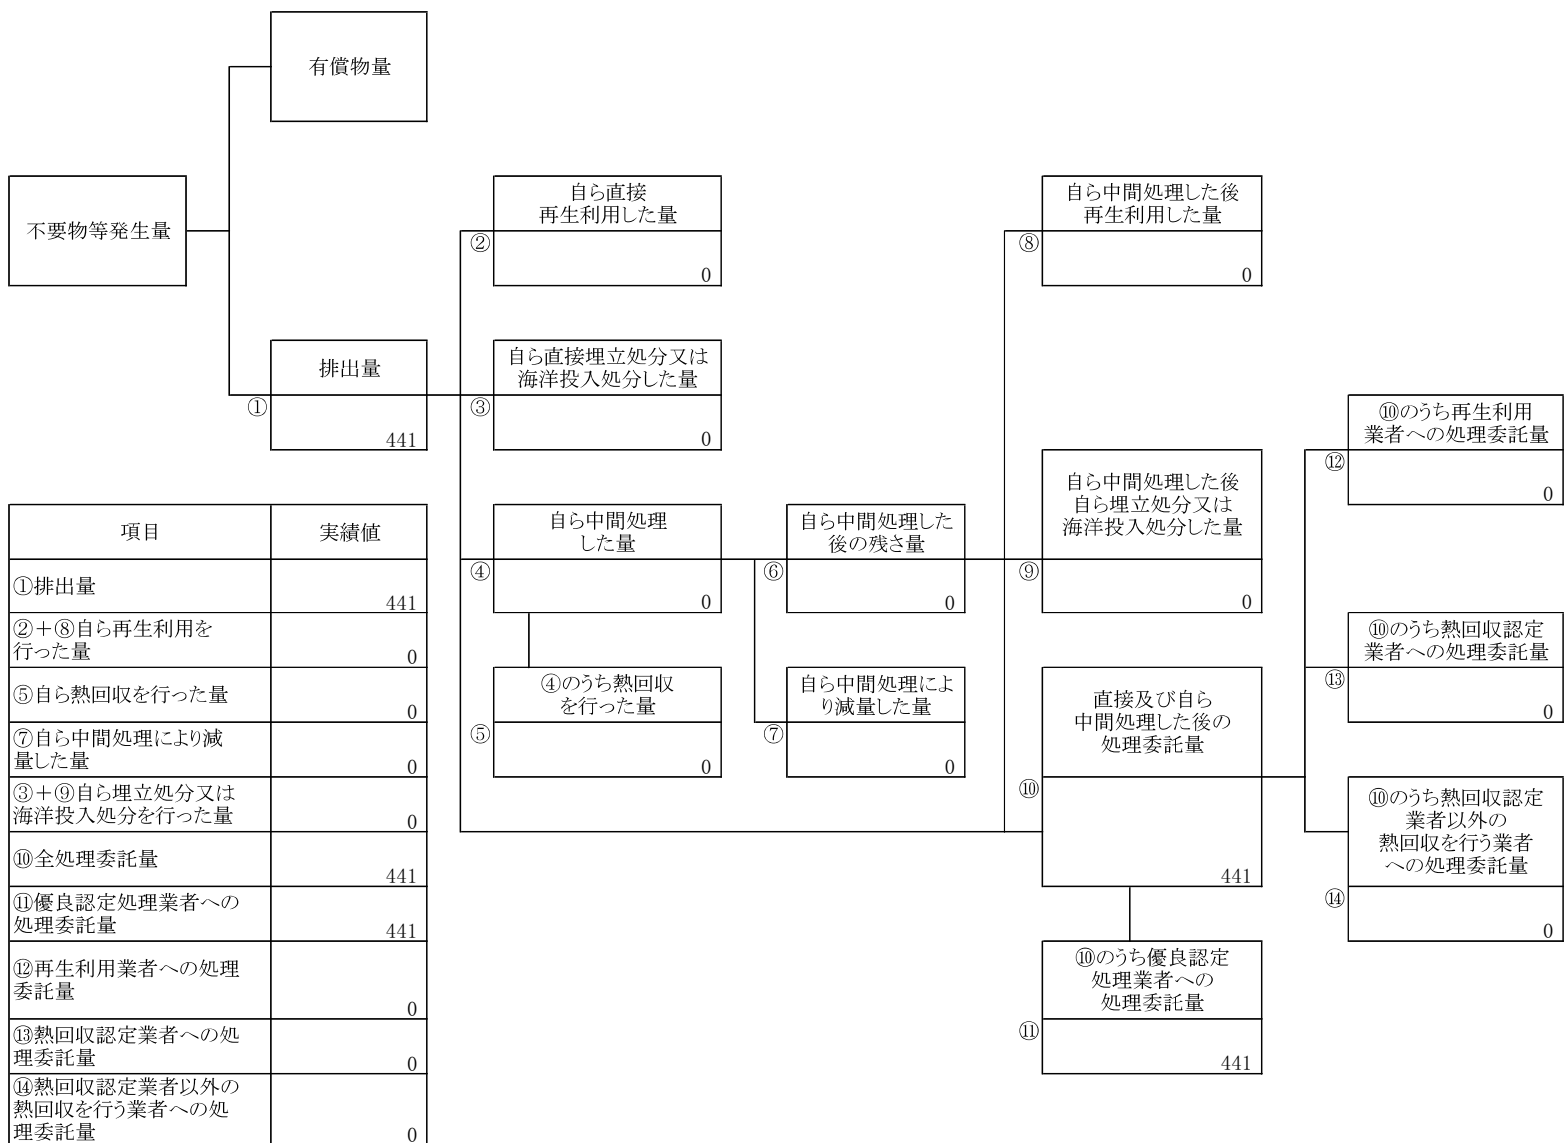 有償物量
不要物等発生量
自ら直接
再生利用した量
②
0
自ら中間処理した後
再生利用した量
⑧
0
排出量
①
441
自ら直接埋立処分又は
海洋投入処分した量
③
0
⑩のうち再生利用
業者への処理委託量
⑫
0
自ら中間処理
した量
④
0
自ら中間処理した
後の残さ量
⑥
0
自ら中間処理した後
自ら埋立処分又は
海洋投入処分した量
⑨
0
⑩のうち熱回収認定
業者への処理委託量
⑬
0
④のうち熱回収
を行った量
⑤
0
自ら中間処理によ
り減量した量
⑦
0
直接及び自ら
中間処理した後の
処理委託量
⑩
441
⑩のうち熱回収認定
業者以外の
熱回収を行う業者
への処理委託量
⑭
0
⑩のうち優良認定
処理業者への
処理委託量
⑪
441
項目 実績値
①排出量
441
②＋⑧自ら再生利用を
行った量
0
⑤自ら熱回収を行った量
0
⑦自ら中間処理により減
量した量
0
③＋⑨自ら埋立処分又は
海洋投入処分を行った量
0
⑩全処理委託量
441
⑪優良認定処理業者への
処理委託量
441
⑫再生利用業者への処理
委託量
0
⑬熱回収認定業者への処
理委託量
0
⑭熱回収認定業者以外の
熱回収を行う業者への処
理委託量
0